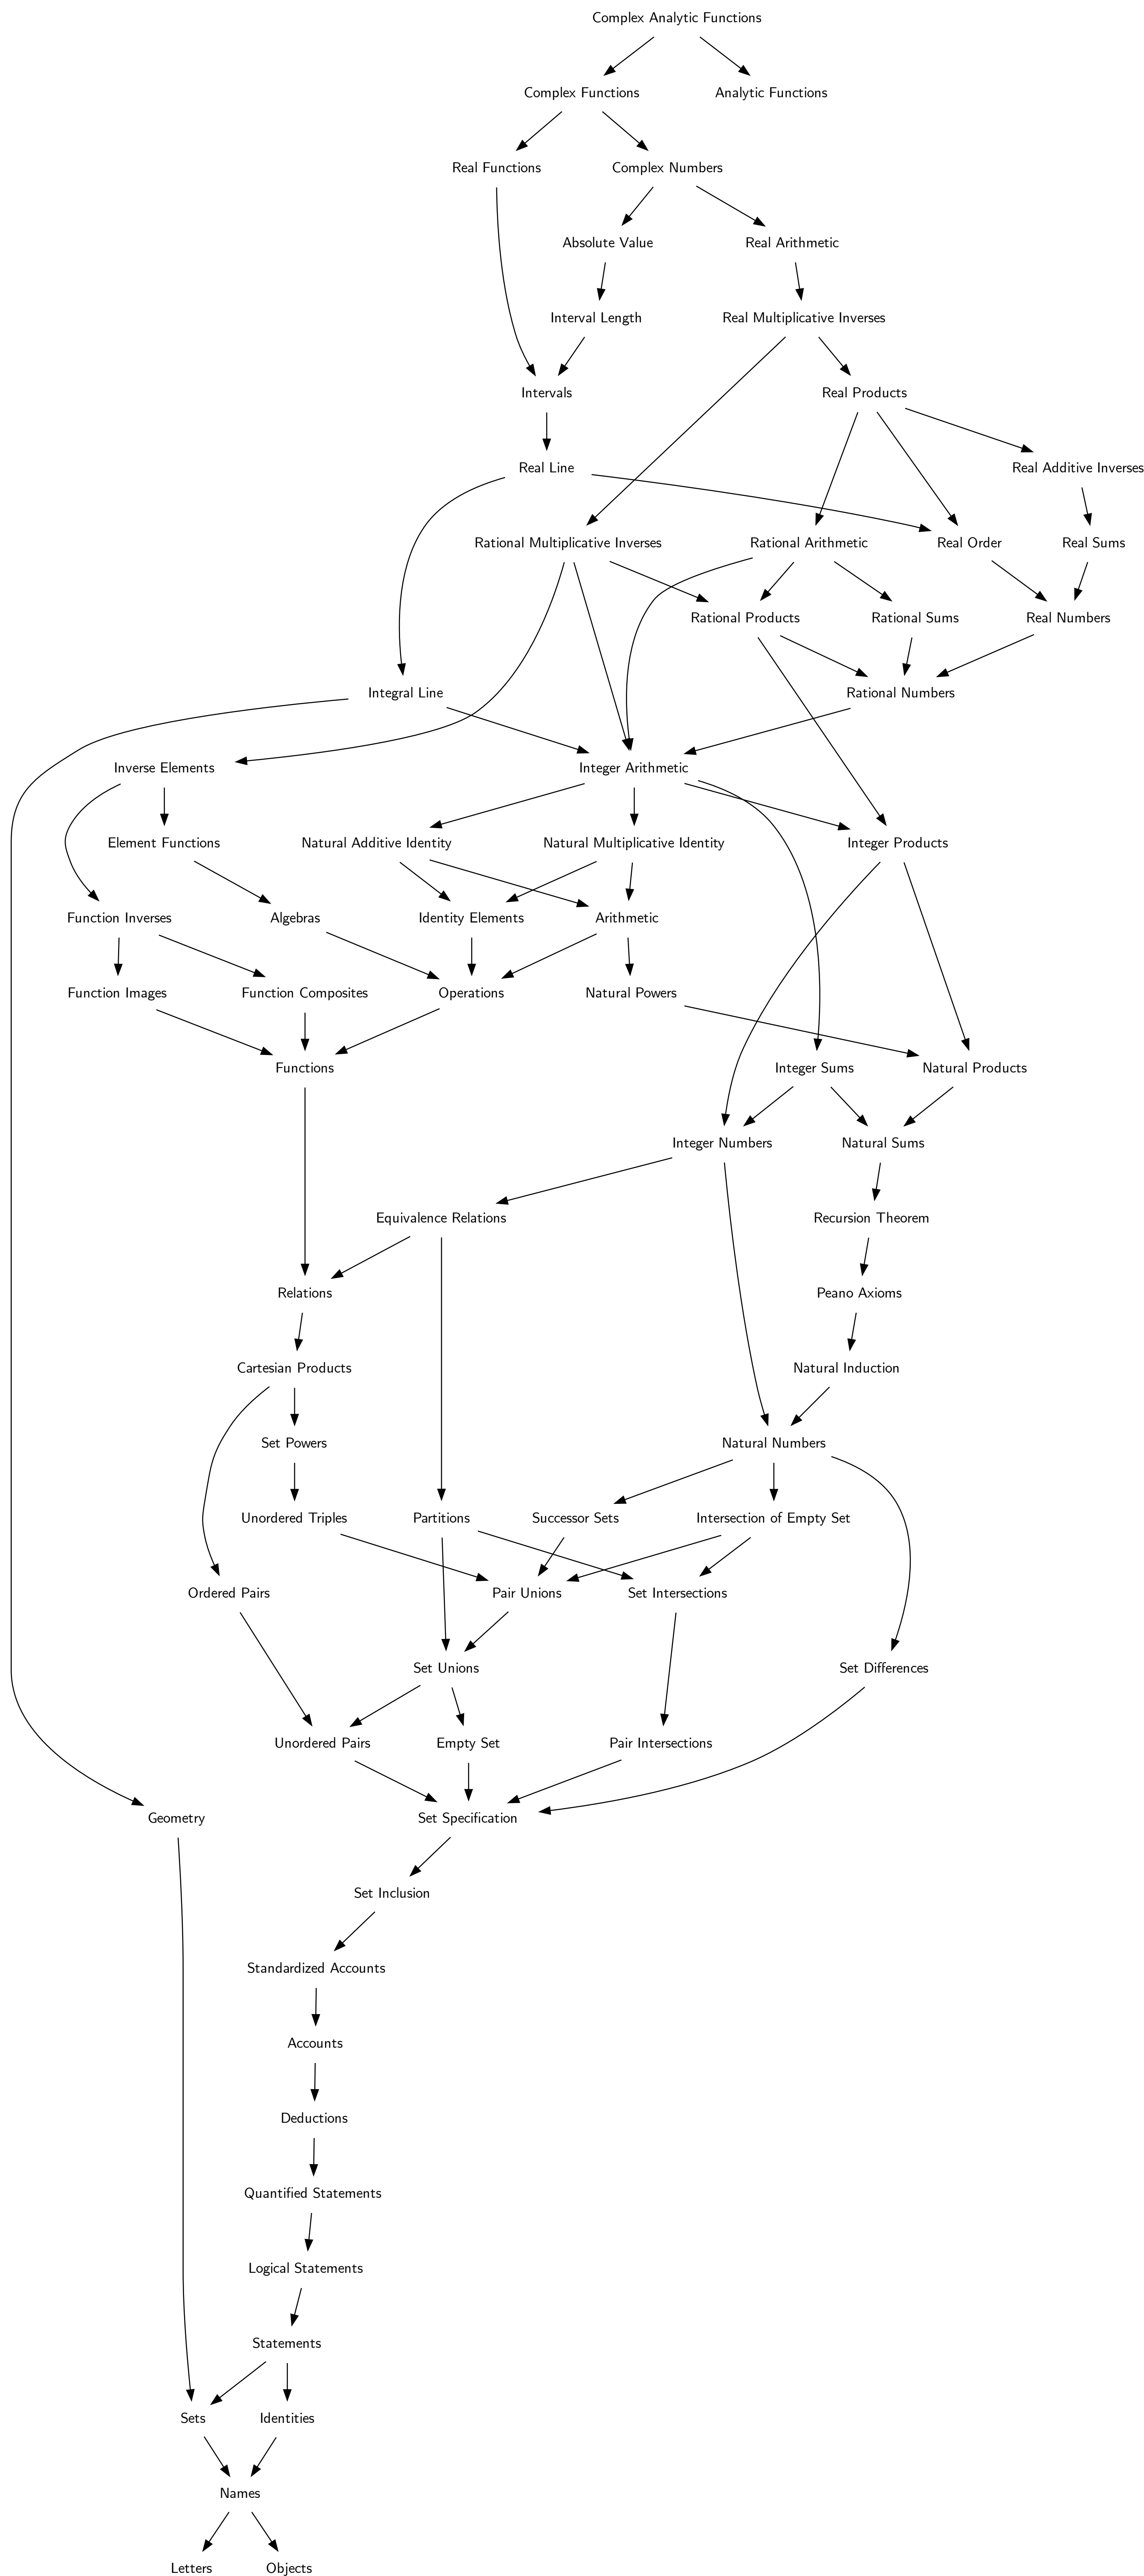 Complex Analytic Functions
Complex Functions
Analytic Functions
Real Functions
Complex Numbers
Absolute Value
Real Arithmetic
Interval Length
Real Multiplicative Inverses
Intervals
Real Products
Real Line
Real Additive Inverses
Rational Multiplicative Inverses
Rational Arithmetic
Real Order
Real Sums
Rational Products
Rational Sums
Real Numbers
Integral Line
Rational Numbers
Inverse Elements
Integer Arithmetic
Element Functions
Natural Additive Identity
Natural Multiplicative Identity
Integer Products
Function Inverses
Algebras
Identity Elements
Arithmetic
Function Images
Function Composites
Operations
Natural Powers
Functions
Integer Sums
Natural Products
Integer Numbers
Natural Sums
Equivalence Relations
Recursion Theorem
Relations
Peano Axioms
Cartesian Products
Natural Induction
Set Powers
Natural Numbers
Unordered Triples
Partitions
Successor Sets
Intersection of Empty Set
Ordered Pairs
Pair Unions
Set Intersections
Set Unions
Set Differences
Unordered Pairs
Empty Set
Pair Intersections
Geometry
Set Specification
Set Inclusion
Standardized Accounts
Accounts
Deductions
Quantified Statements
Logical Statements
Statements
Sets
Identities
Names
Letters
Objects